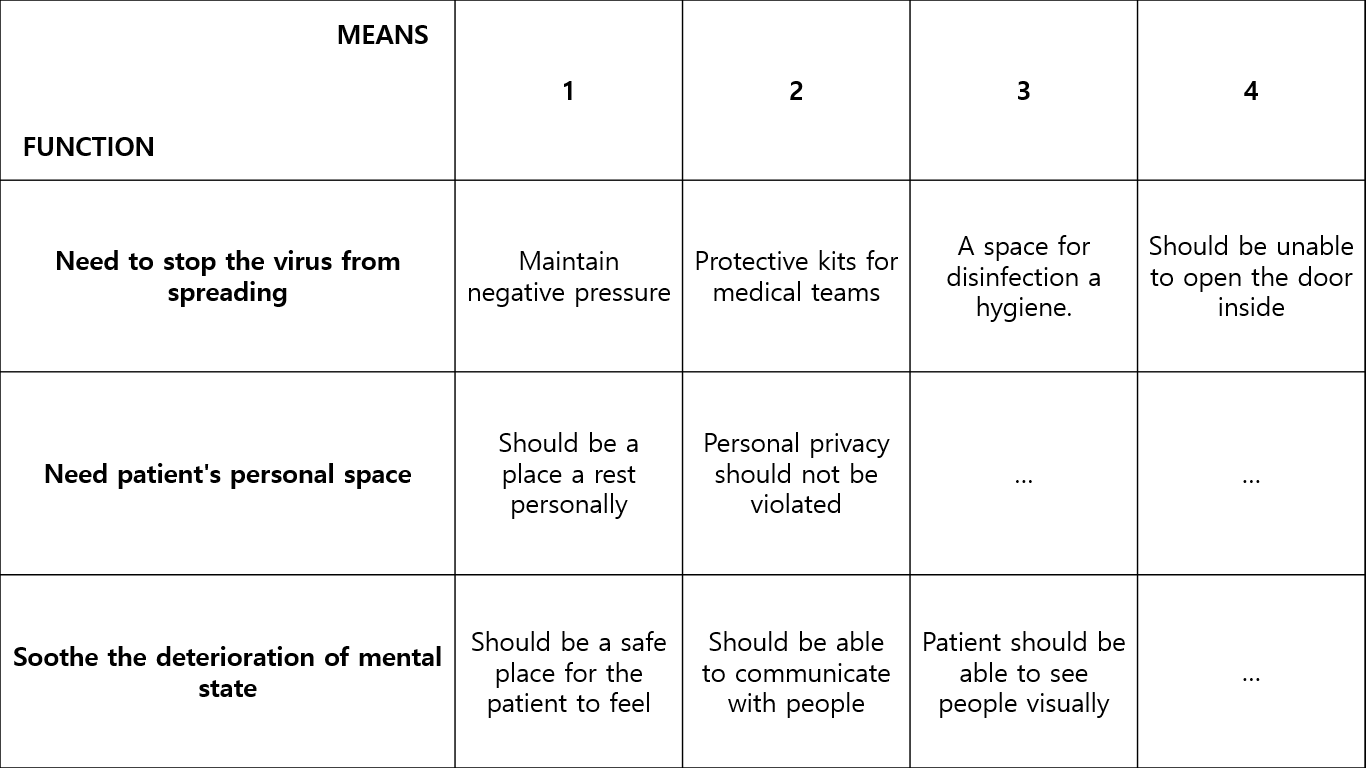 MEANS
FUNCTION
1
2
3
4
Need to stop the virus from
spreading
Maintain
negative pressure
Protective kits for
medical teams
A space for
disinfection a
hygiene.
Should be unable
to open the door
inside
Need patient's personal space
Should be a
place a rest
personally
Personal privacy
should not be
violated
...
...
Soothe the deterioration of mental
state
Should be a safe
place for the
patient to feel
Should be able
to communicate
with people
Patient should be
able to see
people visually
...